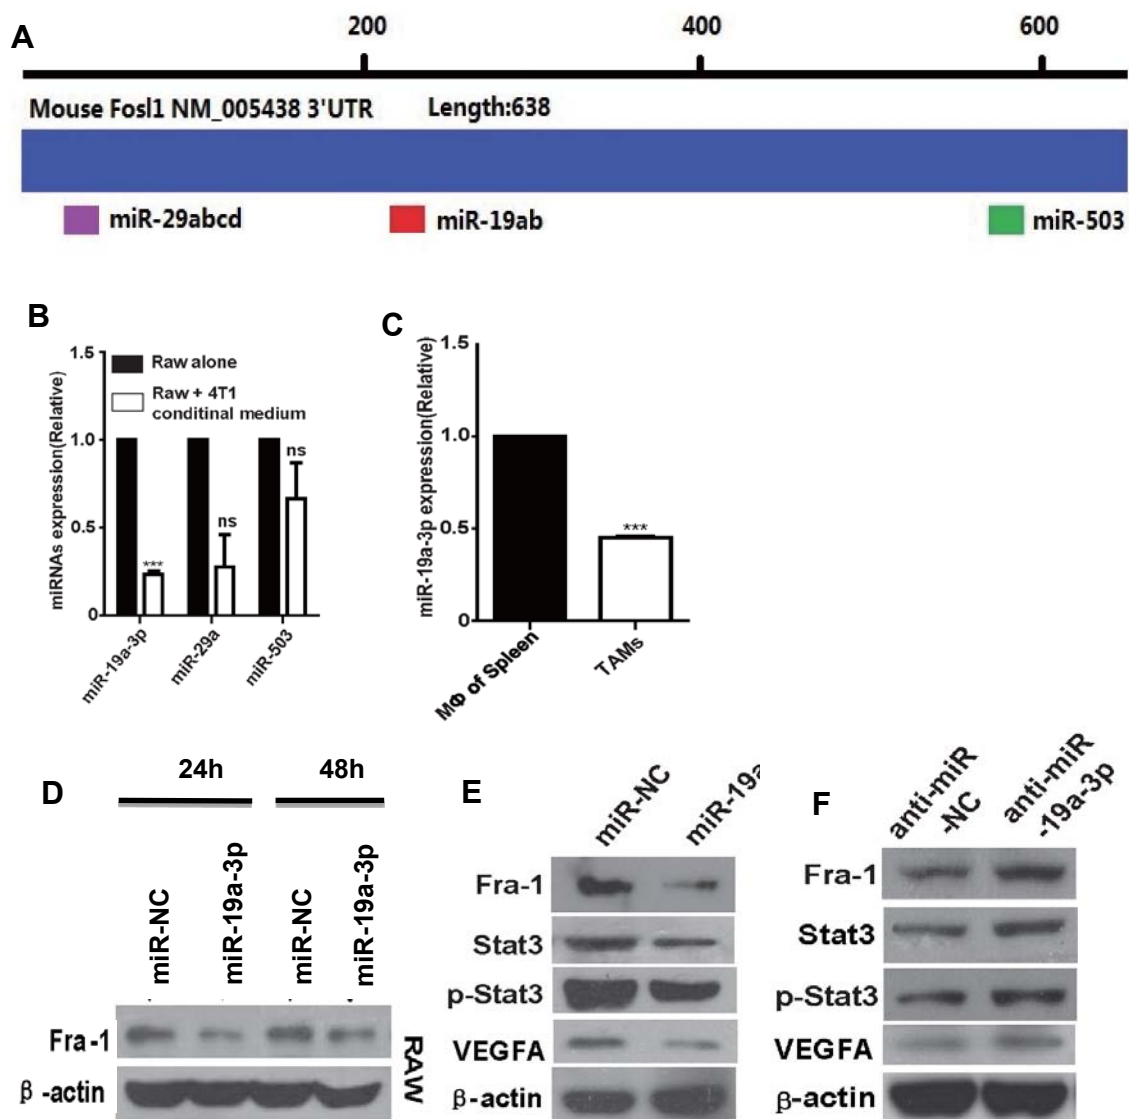 A
200 400 600
Mouse Fosl1 NM_005438 3'UTR Length:638
miR-29abcd miR-19ab miR-503
B
miRNAs expression(Relative)
1.5
1.0
0.5
0
Raw alone
Raw + 4T1
conditinal medium
***
ns
ns
miR-19a-3p
miR-29a
miR-503
C
miR-19a-3p expression(Relative)
1.5
1.0
0.5
0
***
MΦ of Spleen
TAMs
D
24h 48h
miR-NC
miR-19a-3p
miR-NC
miR-19a-3p
Fra-1
β-actin
RAW
E
miR-NC
miR-19a
Fra-1
Stat3
p-Stat3
VEGFA
β-actin
F
anti-miR
-NC
anti-miR
-19a-3p
Fra-1
Stat3
p-Stat3
VEGFA
β-actin